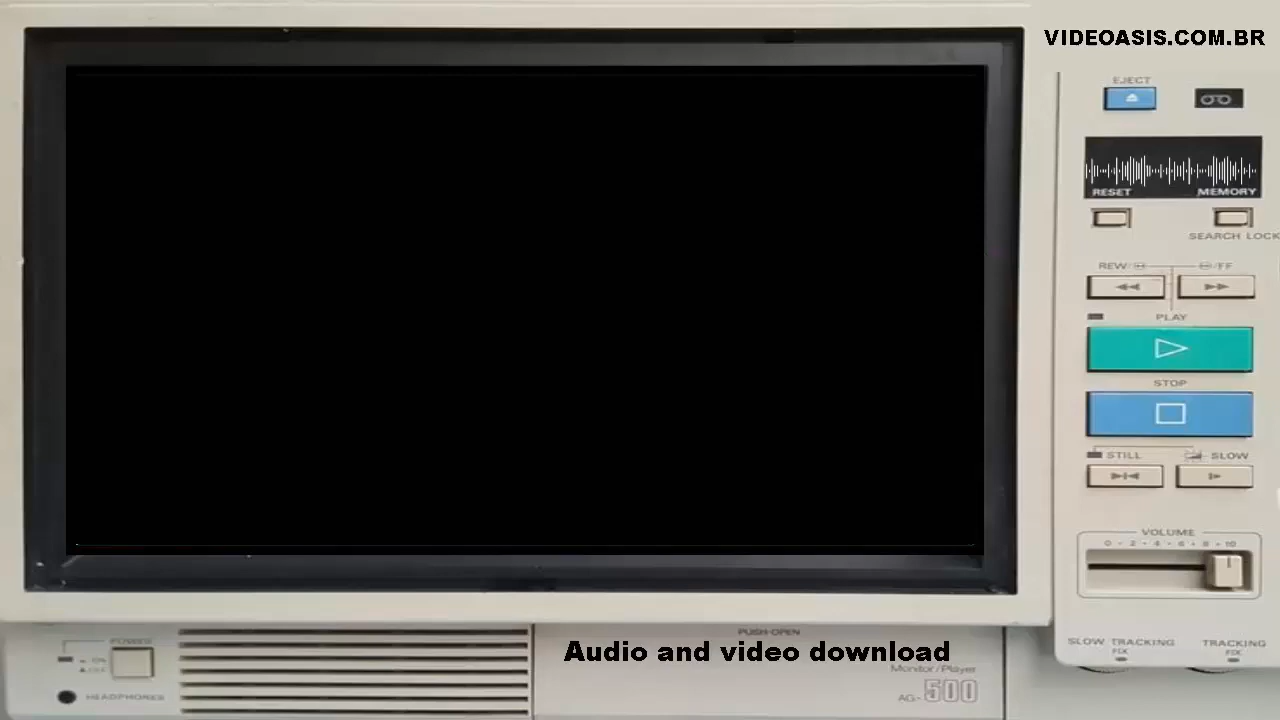 VIDEOASIS.COM.BR
EJECT
RESET MEMORY
SEARCH LOCK
REW/ /FF
PLAY
STOP
STILL SLOW
VOLUME
0 - 2 - 4 - 6 - 8 - 10
SLOW TRACKING TRACKING
FIX FIX
PUSH-OPEN
POWER
Audio and video download
ON
OFF
Monitor/Player
AG-500
HEADPHONES